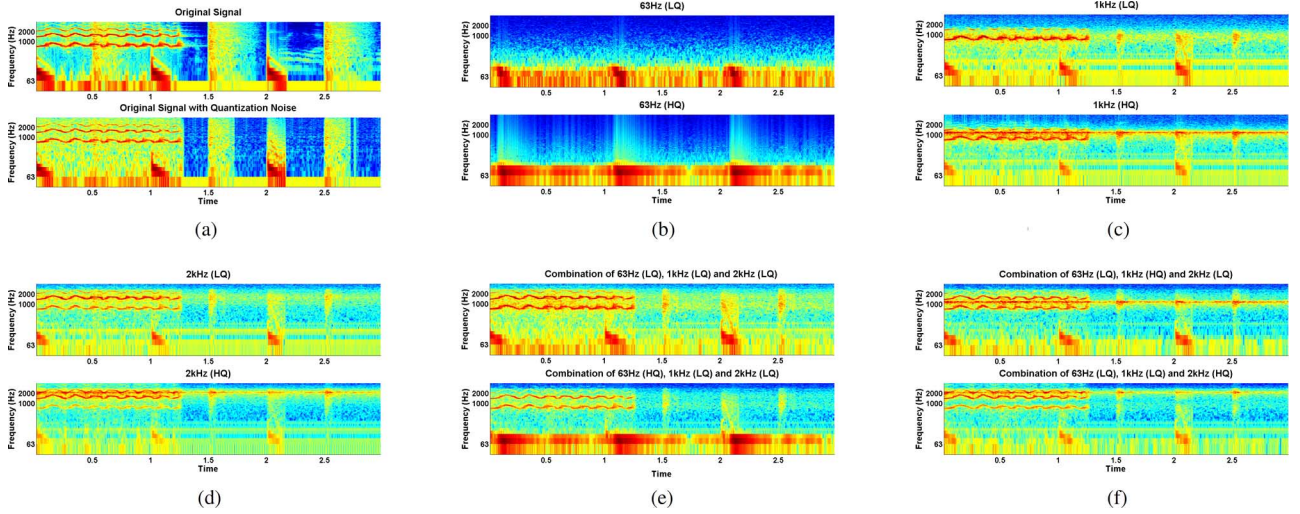 Original Signal
Frequency (Hz)
2000
1000
63
0.5
1
1.5
2
2.5
Original Signal with Quantization Noise
Frequency (Hz)
2000
1000
63
0.5
1
1.5
2
2.5
Time
(a)
63Hz (LQ)
Frequency (Hz)
2000
1000
63
0.5
1
1.5
2
2.5
63Hz (HQ)
Frequency (Hz)
2000
1000
63
0.5
1
1.5
2
2.5
Time
(b)
1kHz (LQ)
Frequency (Hz)
2000
1000
63
0.5
1
1.5
2
2.5
1kHz (HQ)
Frequency (Hz)
2000
1000
63
0.5
1
1.5
2
2.5
Time
(c)
2kHz (LQ)
Frequency (Hz)
2000
1000
63
0.5
1
1.5
2
2.5
2kHz (HQ)
Frequency (Hz)
2000
1000
63
0.5
1
1.5
2
2.5
Time
(d)
Combination of 63Hz (LQ), 1kHz (LQ) and 2kHz (LQ)
Frequency (Hz)
2000
1000
63
0.5
1
1.5
2
2.5
Combination of 63Hz (HQ), 1kHz (LQ) and 2kHz (LQ)
Frequency (Hz)
2000
1000
63
0.5
1
1.5
2
2.5
Time
(e)
Combination of 63Hz (LQ), 1kHz (HQ) and 2kHz (LQ)
Frequency (Hz)
2000
1000
63
0.5
1
1.5
2
2.5
Combination of 63Hz (LQ), 1kHz (LQ) and 2kHz (HQ)
Frequency (Hz)
2000
1000
63
0.5
1
1.5
2
2.5
Time
(f)